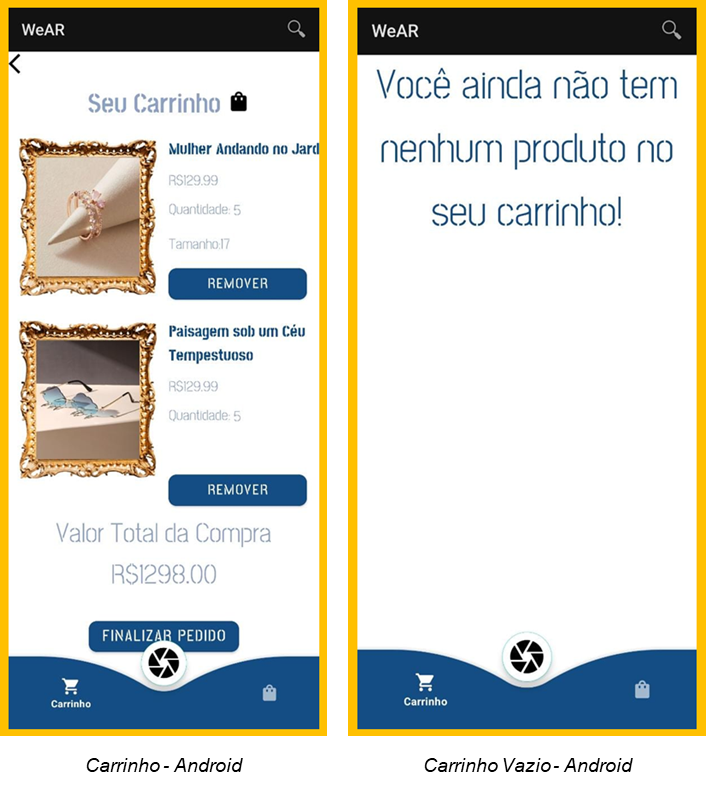 WeAR
Seu Carrinho
Mulher Andando no Jard
R$129.99
Quantidade: 5
Tamanho:17
REMOVER
Paisagem sob um Céu
Tempestuoso
R$129.99
Quantidade: 5
REMOVER
Valor Total da Compra
R$1298.00
FINALIZAR PEDIDO
Carrinho
Carrinho - Android
WeAR
Você ainda não tem
nenhum produto no
seu carrinho!
Carrinho
Carrinho Vazio - Android